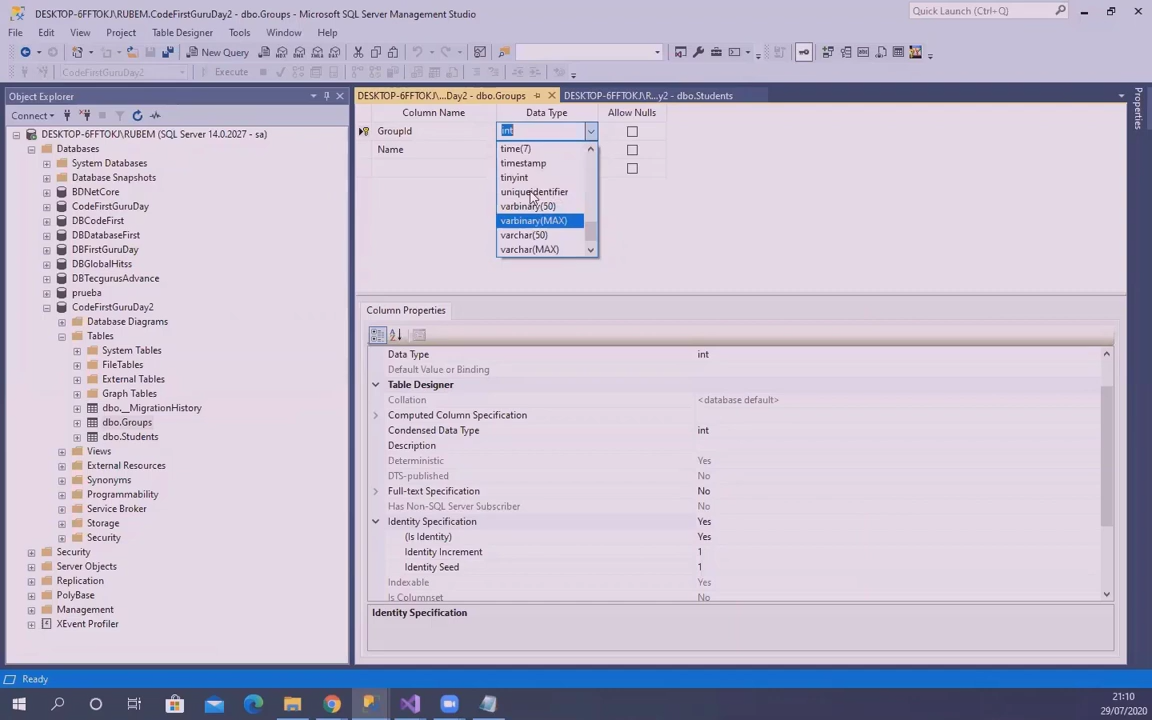 DESKTOP-6FFTOKJ\RUBEM.CodeFirstGuruDay2 - dbo.Groups - Microsoft SQL Server Management Studio
Quick Launch (Ctrl+Q)
File Edit View Project Table Designer Tools Window Help
New Query
CodeFirstGuruDay2 Execute
Object Explorer
Connect
DESKTOP-6FFTOKJ\RUBEM (SQL Server 14.0.2027 - sa)
Databases
System Databases
Database Snapshots
BDNetCore
CodeFirstGuruDay
DBCodeFirst
DBDatabaseFirst
DBFirstGuruDay
DBGlobalHitss
DBTecgurusAdvance
prueba
CodeFirstGuruDay2
Database Diagrams
Tables
System Tables
FileTables
External Tables
Graph Tables
dbo.__MigrationHistory
dbo.Groups
dbo.Students
Views
External Resources
Synonyms
Programmability
Service Broker
Storage
Security
Security
Server Objects
Replication
PolyBase
Management
XEvent Profiler
DESKTOP-6FFTOKJ\...Day2 - dbo.Groups
DESKTOP-6FFTOKJ\R...y2 - dbo.Students
Column Name Data Type Allow Nulls
GroupId int
Name
time(7)
timestamp
tinyint
uniqueidentifier
varbinary(50)
varbinary(MAX)
varchar(50)
varchar(MAX)
Column Properties
Data Type int
Default Value or Binding
Table Designer
Collation <database default>
Computed Column Specification
Condensed Data Type int
Description
Deterministic Yes
DTS-published No
Full-text Specification No
Has Non-SQL Server Subscriber No
Identity Specification Yes
(Is Identity) Yes
Identity Increment 1
Identity Seed 1
Indexable Yes
Is Columnset No
Identity Specification
Properties
Ready
21:10
29/07/2020